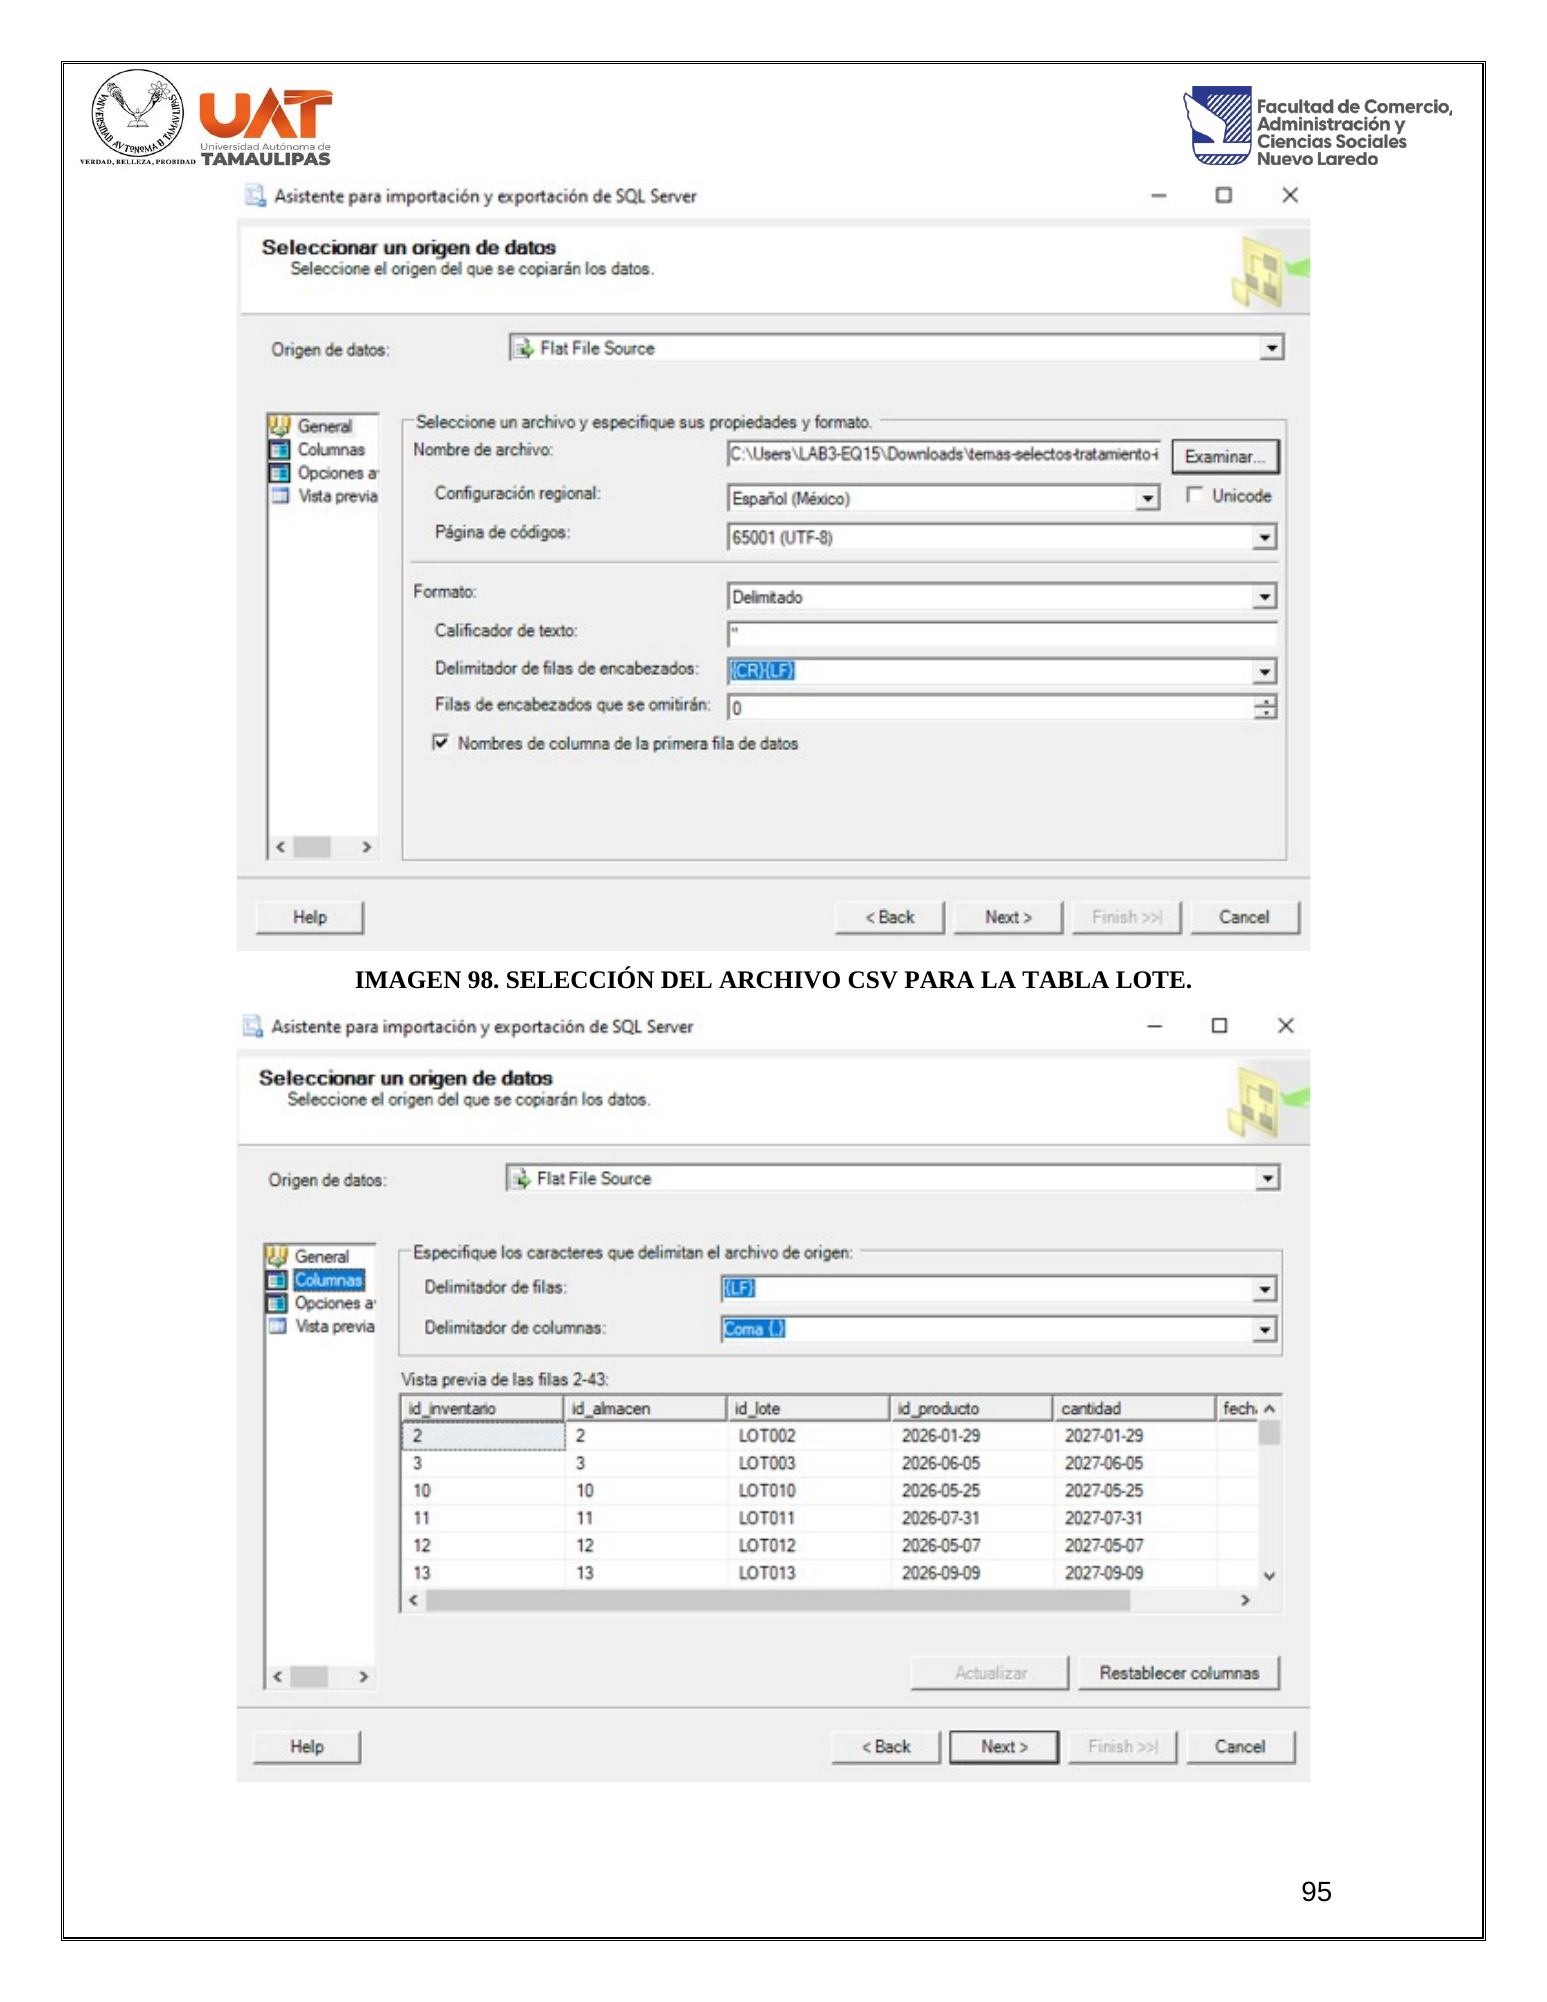 VNIVERSIDAD AVTONOMA D TAMAVLIPAS
VERDAD, BELLEZA, PROBIDAD
UAT
Universidad Autónoma de
TAMAULIPAS
Facultad de Comercio,
Administración y
Ciencias Sociales
Nuevo Laredo
Asistente para importación y exportación de SQL Server
Seleccionar un origen de datos
Seleccione el origen del que se copiarán los datos.
Origen de datos: Flat File Source
General
Columnas
Opciones a
Vista previa
Seleccione un archivo y especifique sus propiedades y formato.
Nombre de archivo: C:\Users\LAB3-EQ15\Downloads\temas-selectos-tratamiento-i Examinar...
Configuración regional: Español (México) Unicode
Página de códigos: 65001 (UTF-8)
Formato: Delimitado
Calificador de texto: "
Delimitador de filas de encabezados: {CR}{LF}
Filas de encabezados que se omitirán: 0
Nombres de columna de la primera fila de datos
Help < Back Next > Finish >>| Cancel
IMAGEN 98. SELECCIÓN DEL ARCHIVO CSV PARA LA TABLA LOTE.
Asistente para importación y exportación de SQL Server
Seleccionar un origen de datos
Seleccione el origen del que se copiarán los datos.
Origen de datos: Flat File Source
General
Columnas
Opciones a
Vista previa
Especifique los caracteres que delimitan el archivo de origen:
Delimitador de filas: {LF}
Delimitador de columnas: Coma {,}
Vista previa de las filas 2-43:
id_inventario id_almacen id_lote id_producto cantidad fech
2 2 LOT002 2026-01-29 2027-01-29
3 3 LOT003 2026-06-05 2027-06-05
10 10 LOT010 2026-05-25 2027-05-25
11 11 LOT011 2026-07-31 2027-07-31
12 12 LOT012 2026-05-07 2027-05-07
13 13 LOT013 2026-09-09 2027-09-09
Actualizar Restablecer columnas
Help < Back Next > Finish >>| Cancel
95